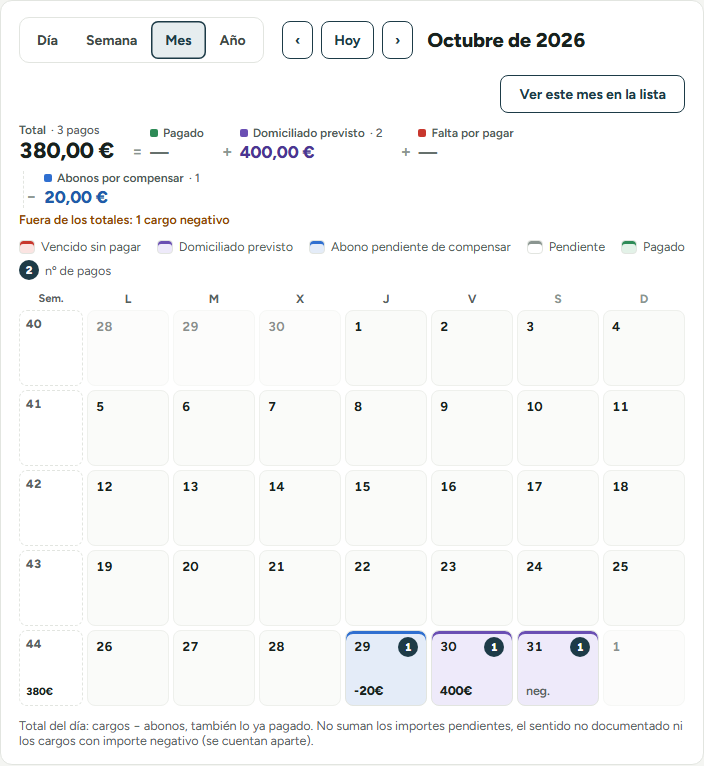 Día Semana Mes Año ‹ Hoy › Octubre de 2026
Ver este mes en la lista
Total · 3 pagos
380,00 €
= Pagado —
+ Domiciliado previsto · 2
400,00 €
+ Falta por pagar —
Abonos por compensar · 1
− 20,00 €
Fuera de los totales: 1 cargo negativo
Vencido sin pagar Domiciliado previsto Abono pendiente de compensar Pendiente Pagado
2 nº de pagos
Sem. L M X J V S D
40 28 29 30 1 2 3 4
41 5 6 7 8 9 10 11
42 12 13 14 15 16 17 18
43 19 20 21 22 23 24 25
44 26 27 28 29 1 30 1 31 1 1
380€ -20€ 400€ neg.
Total del día: cargos − abonos, también lo ya pagado. No suman los importes pendientes, el sentido no documentado ni
los cargos con importe negativo (se cuentan aparte).